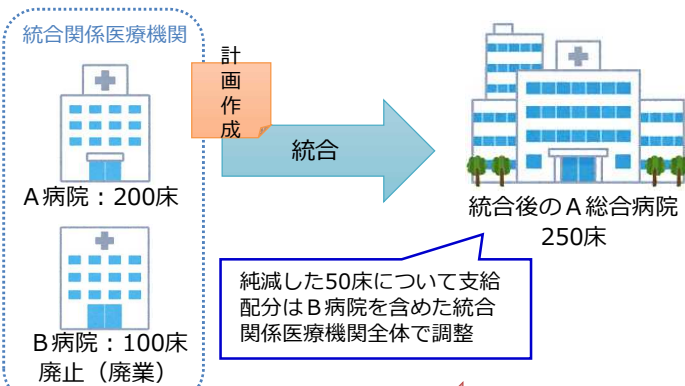 統合関係医療機関
計
画
作
成
統合
A病院：200床
B病院：100床
廃止（廃業）
統合後のA総合病院
250床
純減した50床について支給
配分はB病院を含めた統合
関係医療機関全体で調整